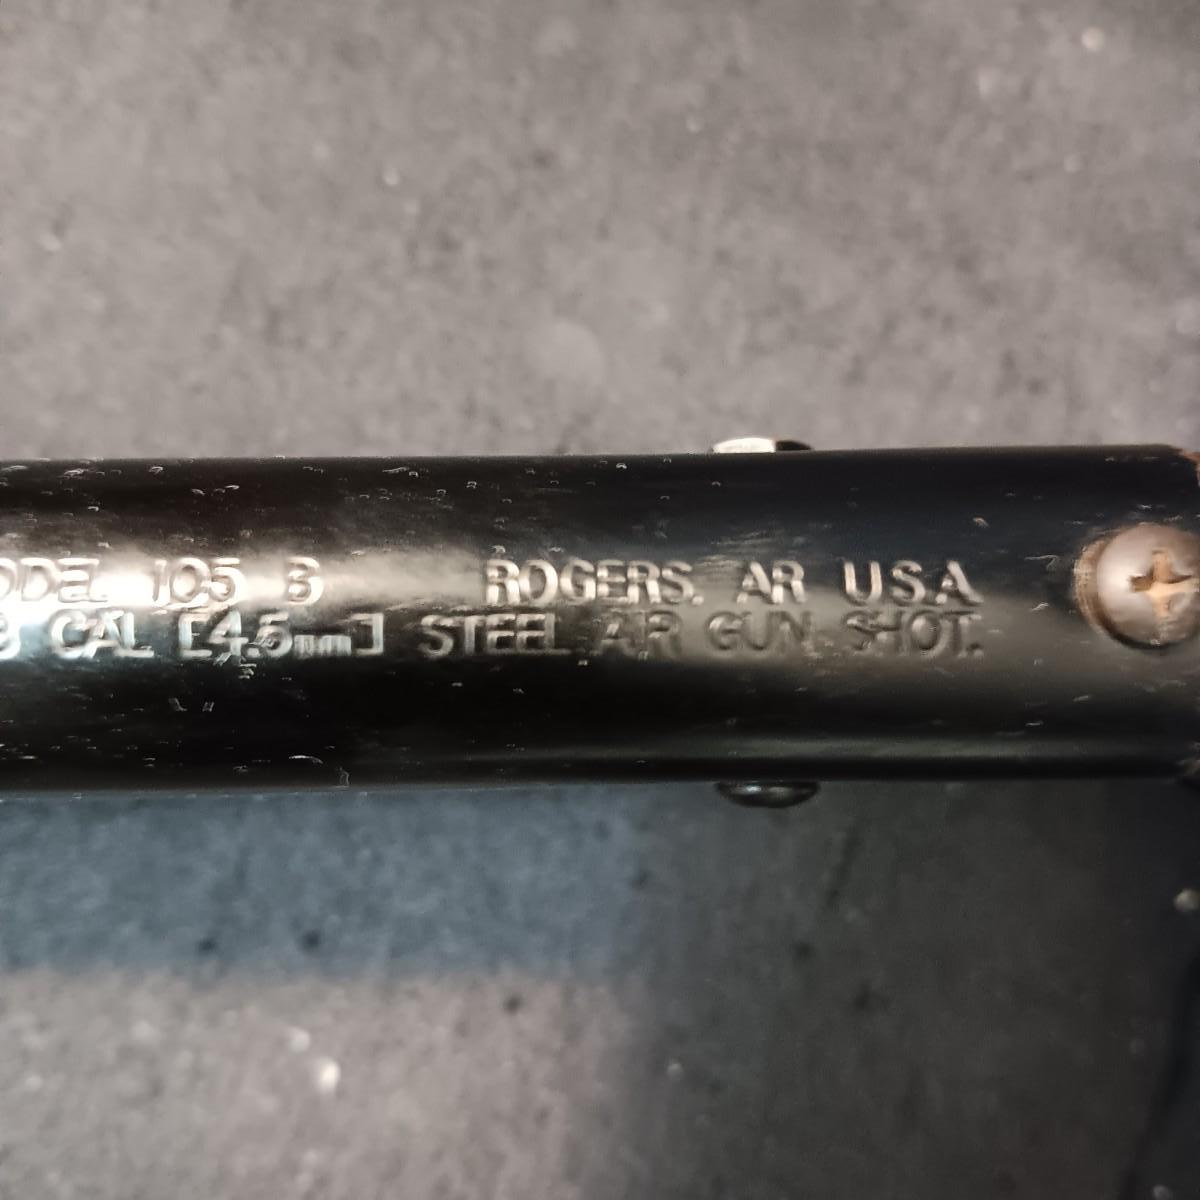 ODEL 105 B ROGERS, AR U.S.A.
CAL [4.5mm] STEEL AIR GUN SHOT.